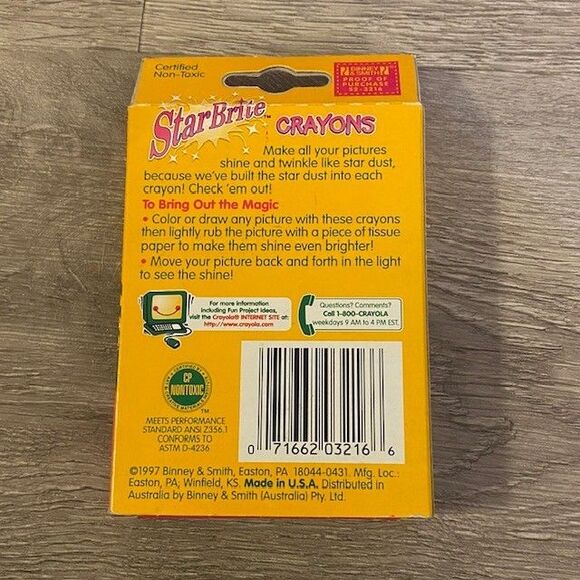 Certified
Non-Toxic
BINNEY
& SMITH
PROOF OF
PURCHASE
52-3216
StarBrite™ CRAYONS
Make all your pictures
shine and twinkle like star dust,
because we've built the star dust into each
crayon! Check 'em out!
To Bring Out the Magic
• Color or draw any picture with these crayons
then lightly rub the picture with a piece of tissue
paper to make them shine even brighter!
• Move your picture back and forth in the light
to see the shine!
For more information
including Fun Project Ideas,
visit the Crayola® INTERNET SITE at:
http://www.crayola.com
Questions? Comments?
Call 1-800-CRAYOLA
weekdays 9 AM to 4 PM EST.
CP
NONTOXIC
™
MEETS PERFORMANCE
STANDARD ANSI Z356.1
CONFORMS TO
ASTM D-4236
0 71662 03216 6
©1997 Binney & Smith, Easton, PA 18044-0431. Mfg. Loc.:
Easton, PA; Winfield, KS. Made in U.S.A. Distributed in
Australia by Binney & Smith (Australia) Pty. Ltd.